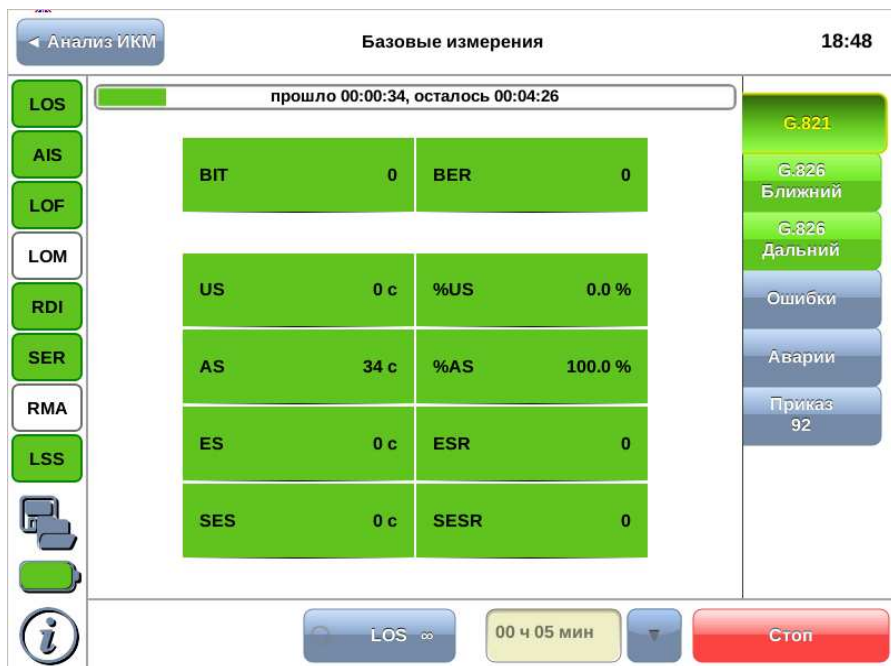 ◄ Анализ ИКМ
Базовые измерения
18:48
LOS
AIS
LOF
LOM
RDI
SER
RMA
LSS
прошло 00:00:34, осталось 00:04:26
BIT 0 BER 0
US 0 с %US 0.0 %
AS 34 с %AS 100.0 %
ES 0 с ESR 0
SES 0 с SESR 0
G.821
G.826
Ближний
G.826
Дальний
Ошибки
Аварии
Приказ
92
i
LOS ∞
00 ч 05 мин
▼
Стоп